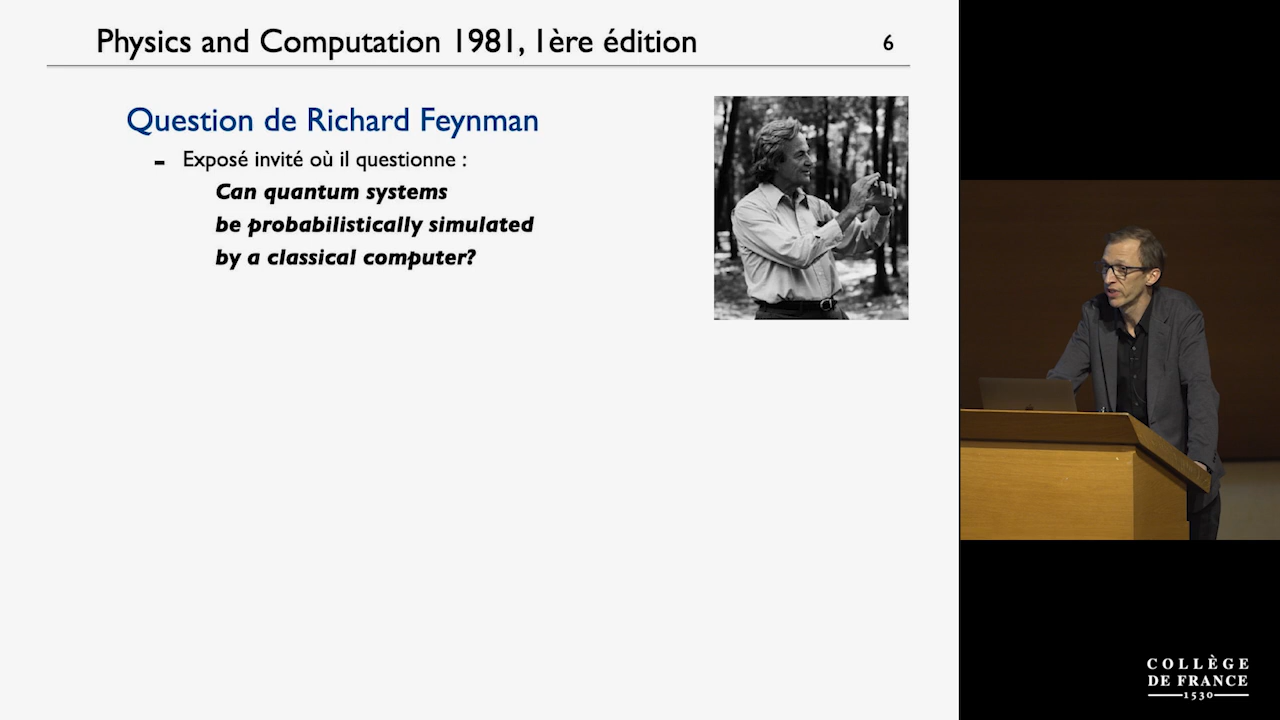 Physics and Computation 1981, 1ère édition
6
Question de Richard Feynman
- Exposé invité où il questionne :
Can quantum systems
be probabilistically simulated
by a classical computer?
COLLÈGE
DE FRANCE
1530